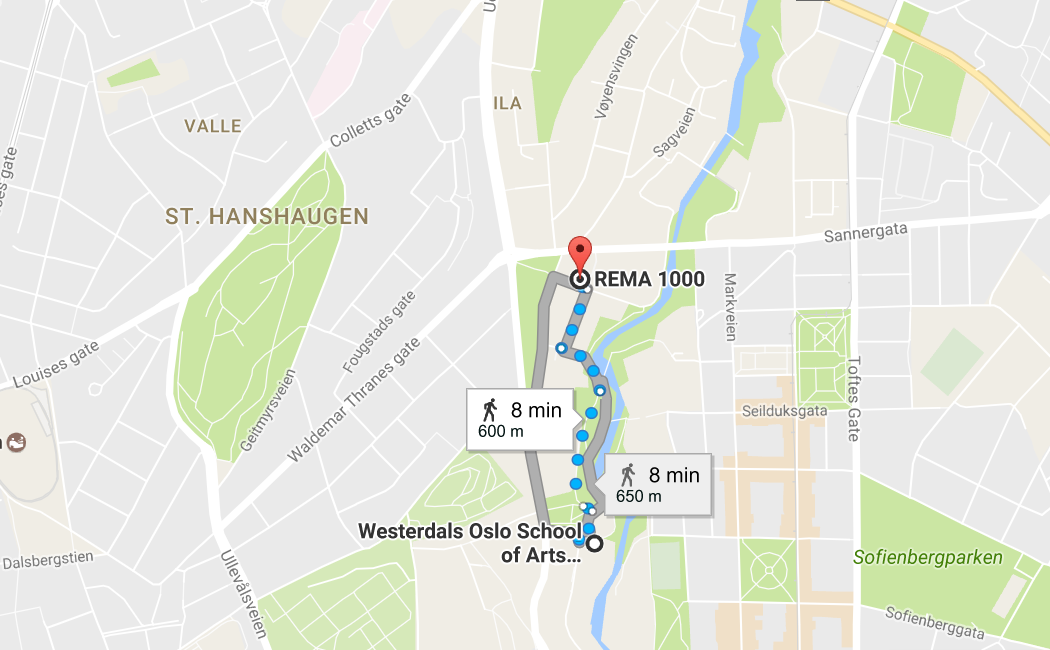 Colletts gate
VALLE
ILA
Vøyensvingen
Sagveien
ST. HANSHAUGEN
Sannergata
REMA 1000
Markveien
Fougstads gate
Louises gate
Waldemar Thranes gate
Geitmyrsveien
Toftes Gate
8 min
600 m
Seilduksgata
8 min
650 m
Westerdals Oslo School
of Arts...
Dalsbergstien
Ullevålsveien
Sofienbergparken
Sofienberggata